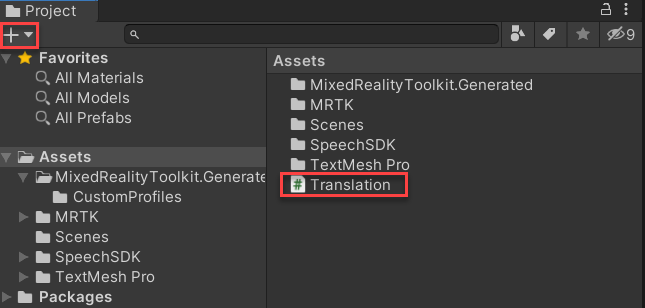 Project
9
Favorites
All Materials
All Models
All Prefabs
Assets
MixedRealityToolkit.Generate
CustomProfiles
MRTK
Scenes
SpeechSDK
TextMesh Pro
Packages
Assets
MixedRealityToolkit.Generated
MRTK
Scenes
SpeechSDK
TextMesh Pro
Translation